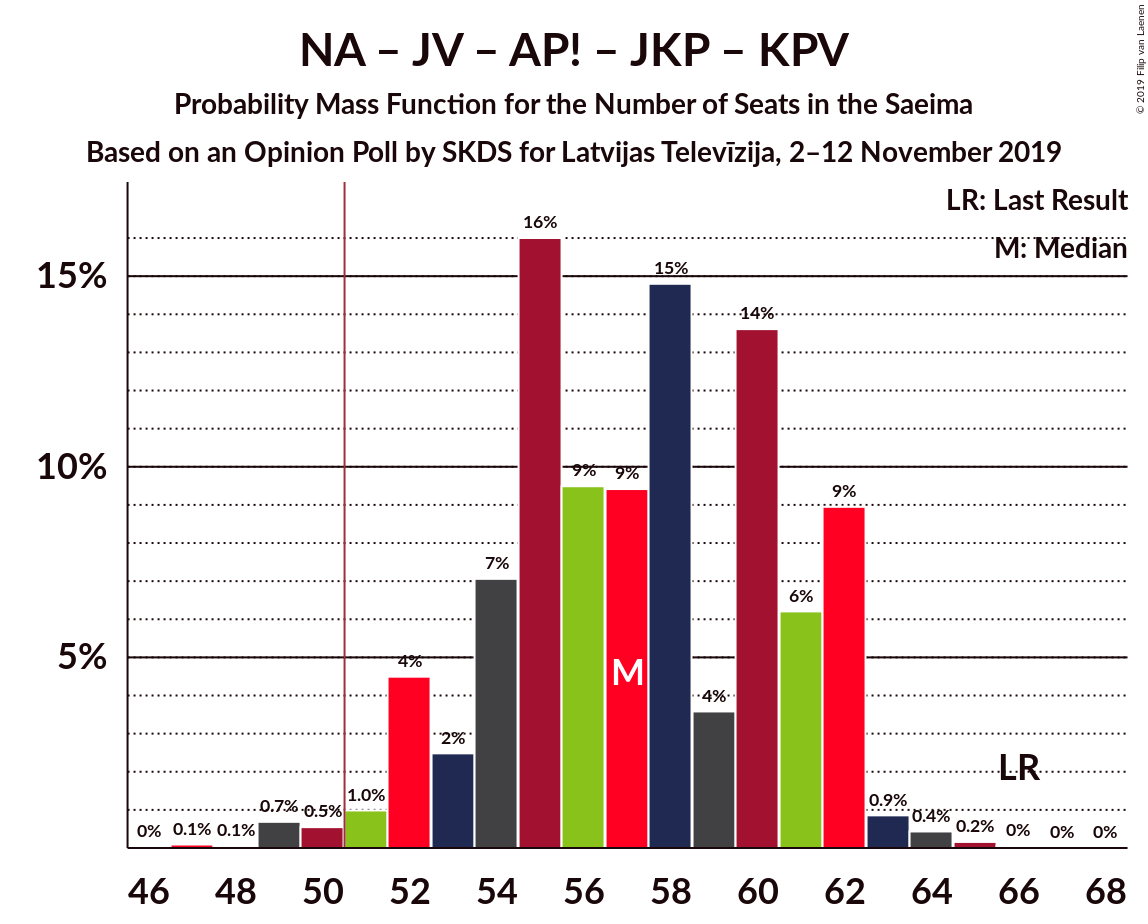 NA – JV – AP! – JKP – KPV
Probability Mass Function for the Number of Seats in the Saeima
Based on an Opinion Poll by SKDS for Latvijas Televīzija, 2–12 November 2019
© 2019 Filip van Laenen
LR: Last Result
M: Median
15%
10%
5%
0%
0.1%
0.1%
0.7%
0.5%
1.0%
4%
2%
7%
16%
9%
9%
15%
4%
14%
6%
9%
0.9%
0.4%
0.2%
0%
0%
0%
M
LR
46 48 50 52 54 56 58 60 62 64 66 68